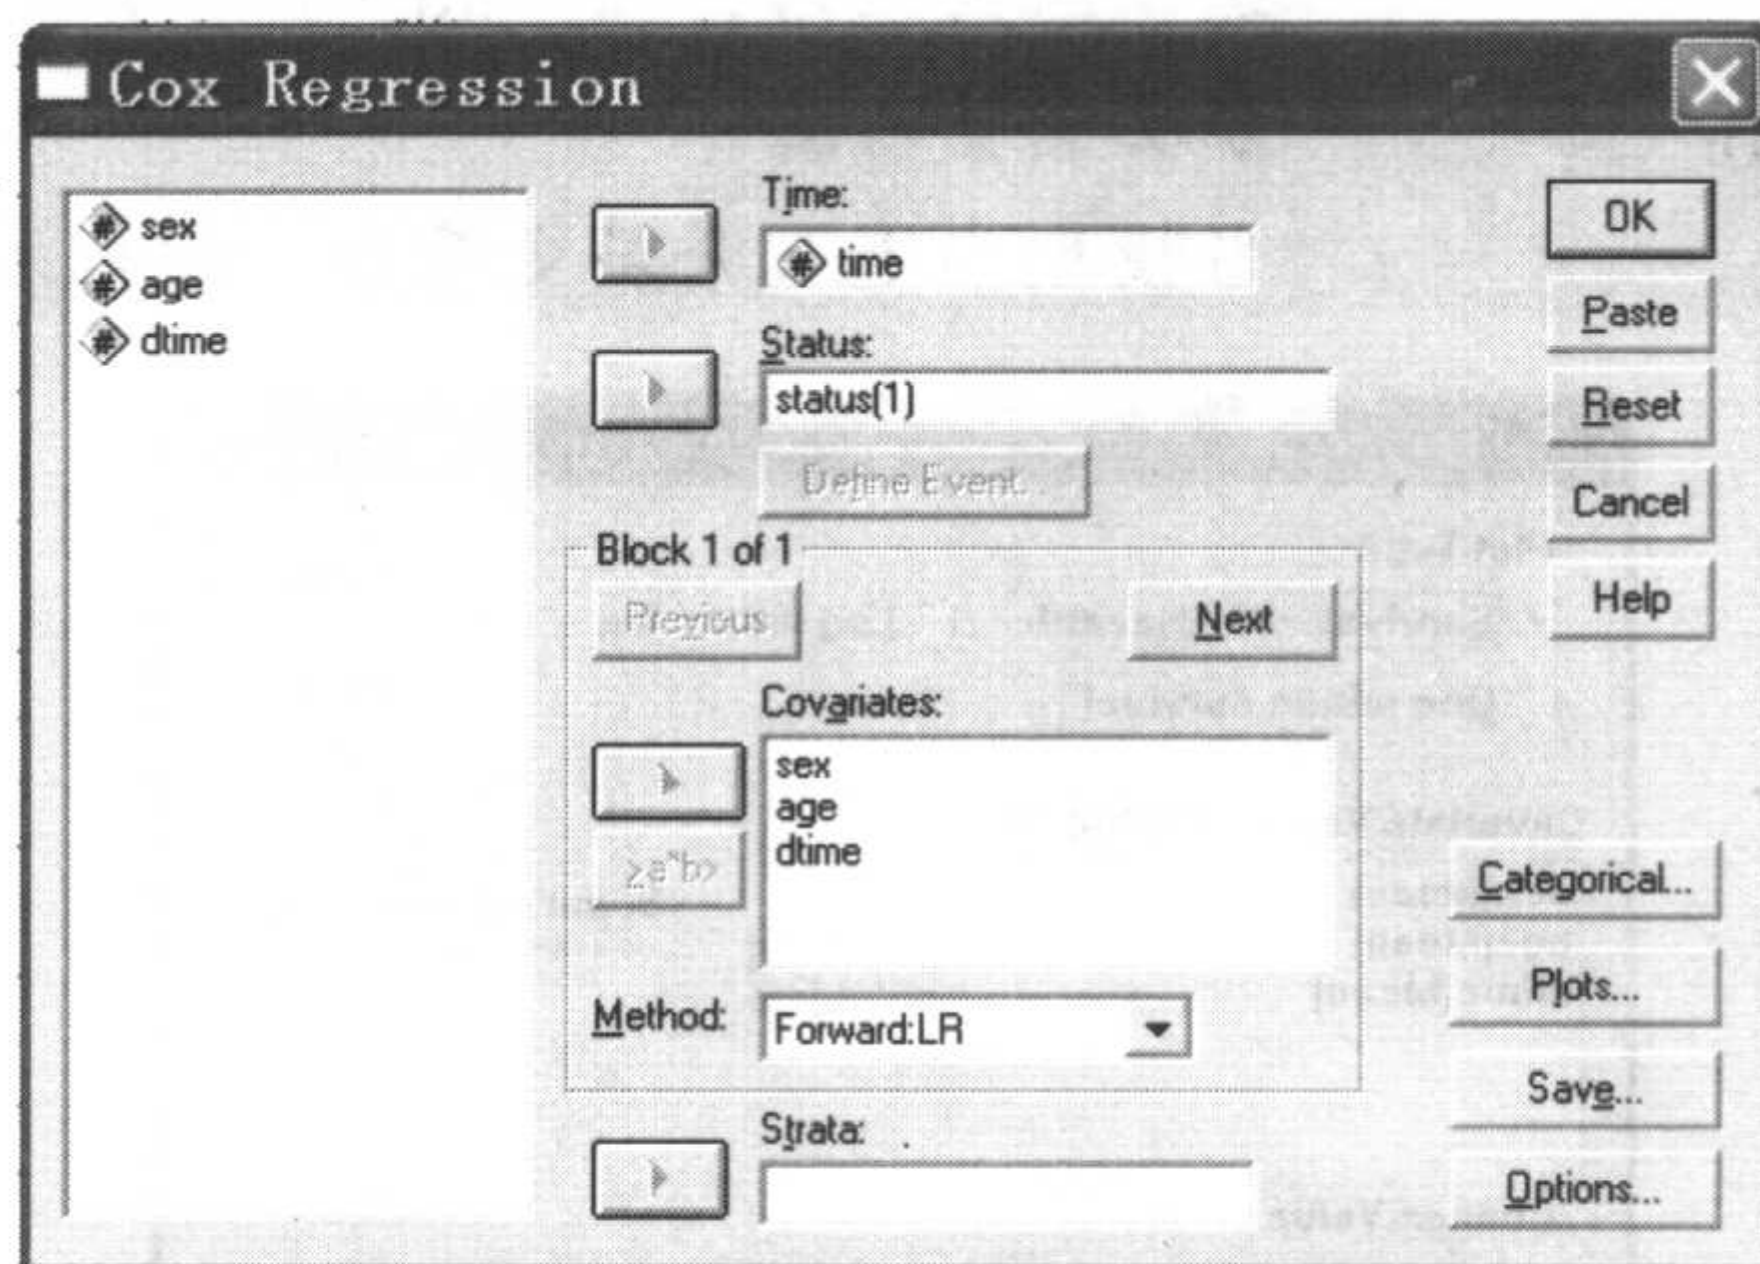 Cox Regression
sex
age
dtime
Time:
time
Status:
status(1)
Define Event...
Block 1 of 1
Previous
Next
Covariates:
sex
age
dtime
>a*b>
Method:
Forward:LR
Strata:
OK
Paste
Reset
Cancel
Help
Categorical...
Plots...
Save...
Options...